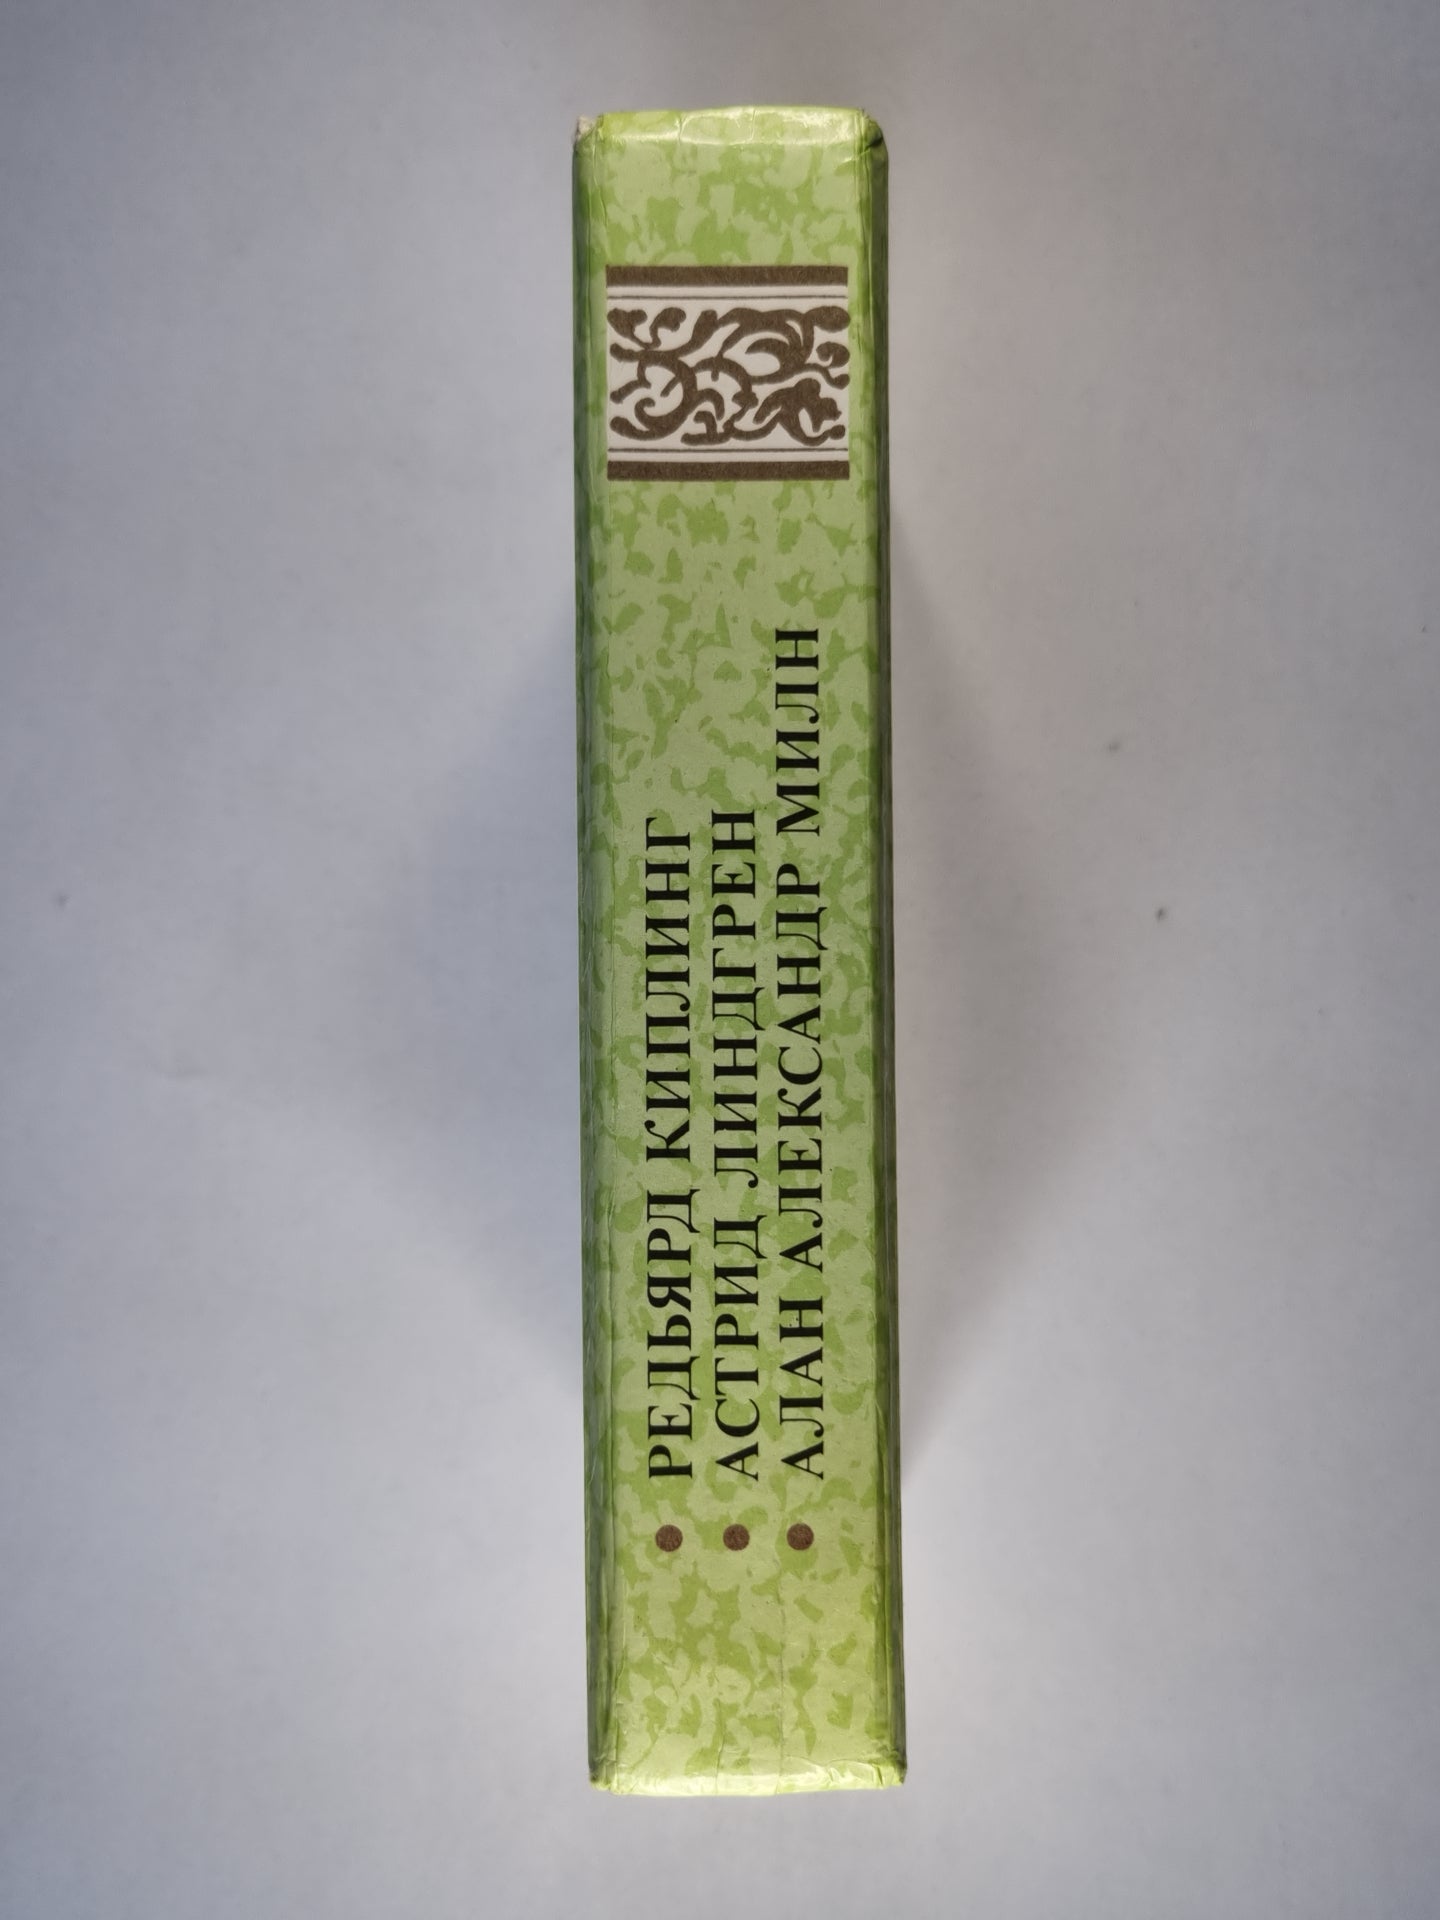 РЕДЬЯРД КИПЛИНГ
АСТРИД ЛИНДГРЕН
АЛАН АЛЕКСАНДР МИЛН